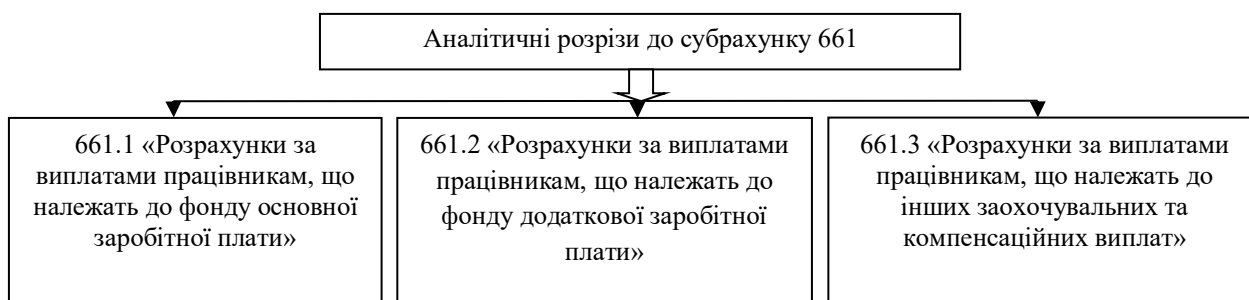 Аналітичні розрізи до субрахунку 661
661.1 «Розрахунки за
виплатами працівникам, що
належать до фонду основної
заробітної плати»
661.2 «Розрахунки за виплатами
працівникам, що належать до
фонду додаткової заробітної
плати»
661.3 «Розрахунки за виплатами
працівникам, що належать до
інших заохочувальних та
компенсаційних виплат»